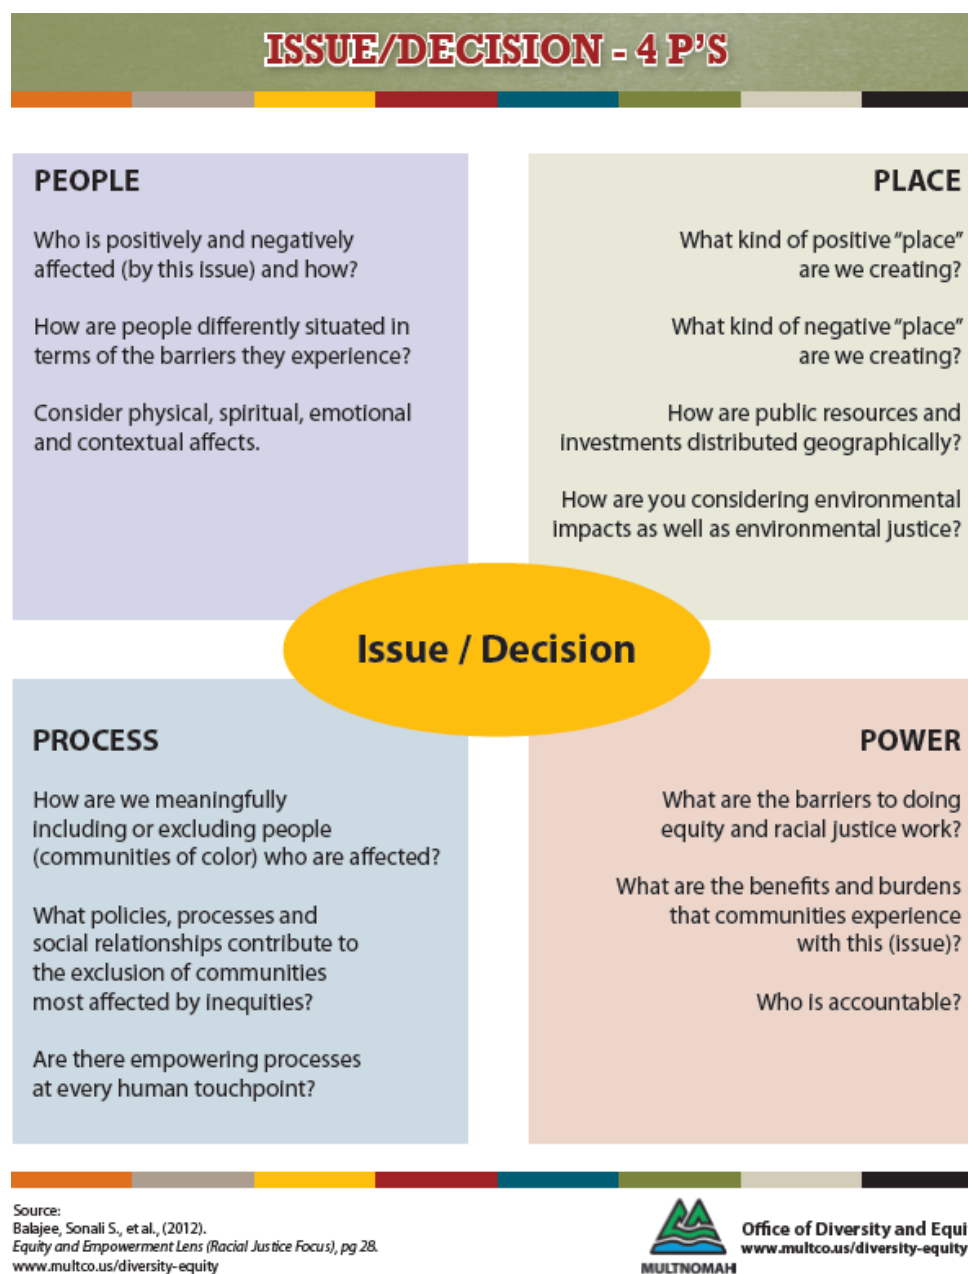 ISSUE/DECISION - 4 P'S
PEOPLE
Who is positively and negatively
affected (by this issue) and how?
How are people differently situated in
terms of the barriers they experience?
Consider physical, spiritual, emotional
and contextual affects.
PLACE
What kind of positive “place”
are we creating?
What kind of negative “place”
are we creating?
How are public resources and
investments distributed geographically?
How are you considering environmental
impacts as well as environmental justice?
Issue / Decision
PROCESS
How are we meaningfully
including or excluding people
(communities of color) who are affected?
What policies, processes and
social relationships contribute to
the exclusion of communities
most affected by inequities?
Are there empowering processes
at every human touchpoint?
POWER
What are the barriers to doing
equity and racial justice work?
What are the benefits and burdens
that communities experience
with this (issue)?
Who is accountable?
Source:
Balajee, Sonali S., et al., (2012).
Equity and Empowerment Lens (Racial Justice Focus), pg 28.
www.multco.us/diversity-equity
MULTNOMAH
Office of Diversity and Equi
www.multco.us/diversity-equity